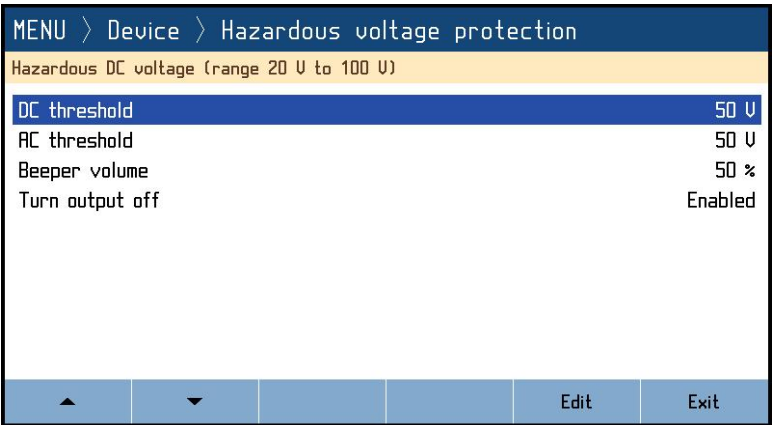 MENU 〉 Device 〉 Hazardous voltage protection
Hazardous DC voltage (range 20 V to 100 V)
DC threshold 50 V
AC threshold 50 V
Beeper volume 50 %
Turn output off Enabled
Edit Exit